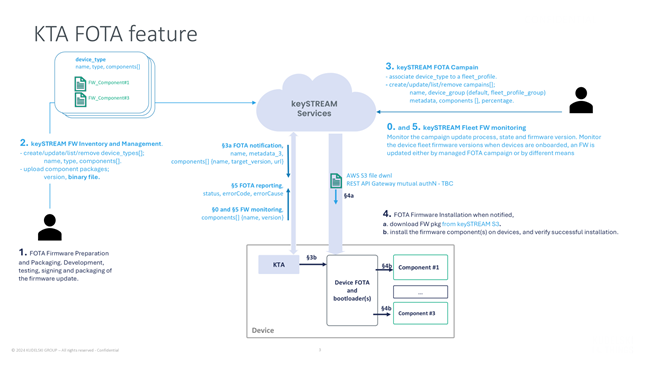 KTA FOTA feature
device_type
name, type, components[]
FW_Component#1
FW_Component#3
keySTREAM
Services
3. keySTREAM FOTA Campain
- associate device_type to a fleet_profile.
- create/update/list/remove campains[];
name, device_group (default, fleet_profile_group)
metadata, components [], percentage.
0. and 5. keySTREAM Fleet FW monitoring
Monitor the campaign update process, state and firmware version. Monitor
the device fleet firmware versions when devices are onboarded, an FW is
updated either by managed FOTA campaign or by different means
2. keySTREAM FW Inventory and Management.
- create/update/list/remove device_types[];
name, type, components[].
- upload component packages;
version, binary file.
§3a FOTA notification,
name, metadata_3,
components[] (name, target_version, url)
§5 FOTA reporting,
status, errorCode, errorCause
§0 and §5 FW monitoring,
components[] (name, version)
AWS S3 file dwnl
REST API Gateway mutual authN - TBC
§4a
4. FOTA Firmware Installation when notified,
a. download FW pkg from keySTREAM S3.
b. install the firmware component(s) on devices, and verify successful installation.
1. FOTA Firmware Preparation
and Packaging. Development,
testing, signing and packaging of
the firmware update.
KTA
§3b
Device FOTA
and
bootloader(s)
§4b
Component #1
...
§4b
Component #3
Device
© 2024 KUDELSKI GROUP – All rights reserved - Confidential
7